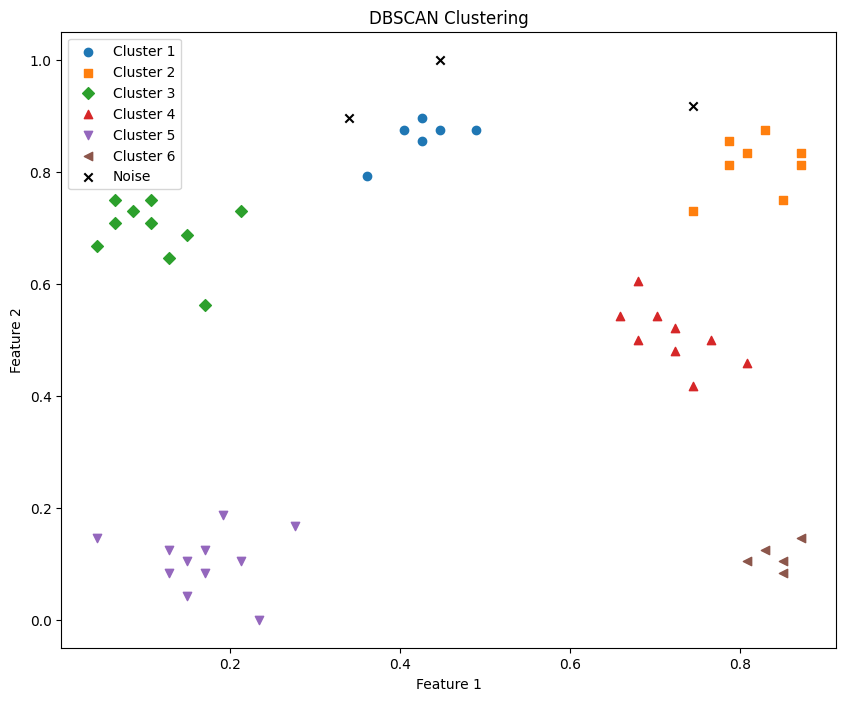 DBSCAN Clustering
Cluster 1
Cluster 2
Cluster 3
Cluster 4
Cluster 5
Cluster 6
Noise
1.0
0.8
0.6
0.4
0.2
0.0
Feature 2
0.2 0.4 0.6 0.8
Feature 1